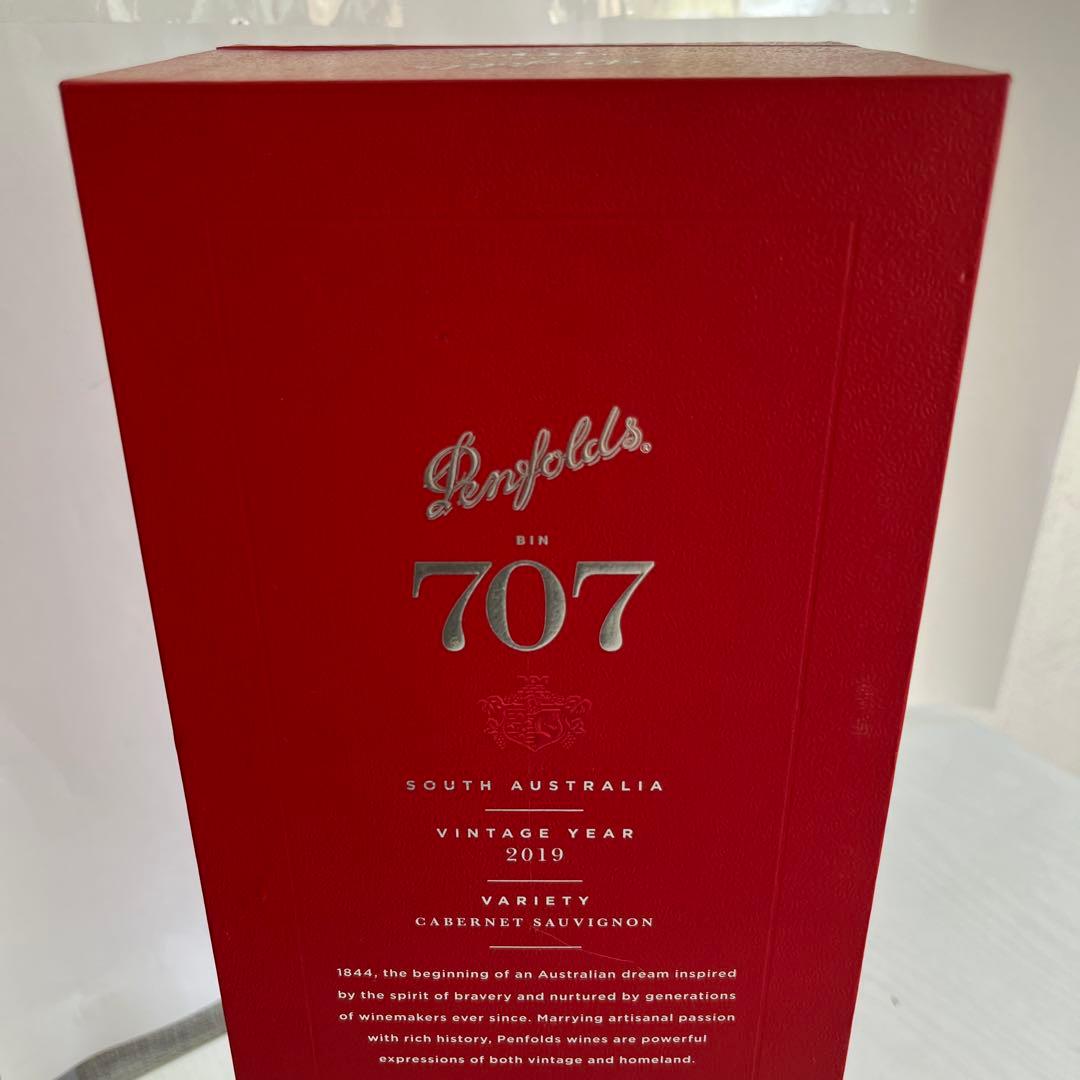 Penfolds.
BIN
707
SOUTH AUSTRALIA
VINTAGE YEAR
2019
VARIETY
CABERNET SAUVIGNON
1844, the beginning of an Australian dream inspired
by the spirit of bravery and nurtured by generations
of winemakers ever since. Marrying artisanal passion
with rich history, Penfolds wines are powerful
expressions of both vintage and homeland.